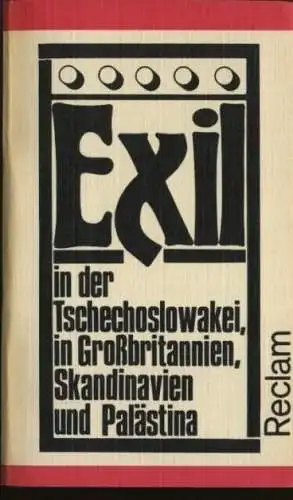 Exil
in der
Tschechoslowakei,
in Großbritannien,
Skandinavien
und Palästina
Reclam